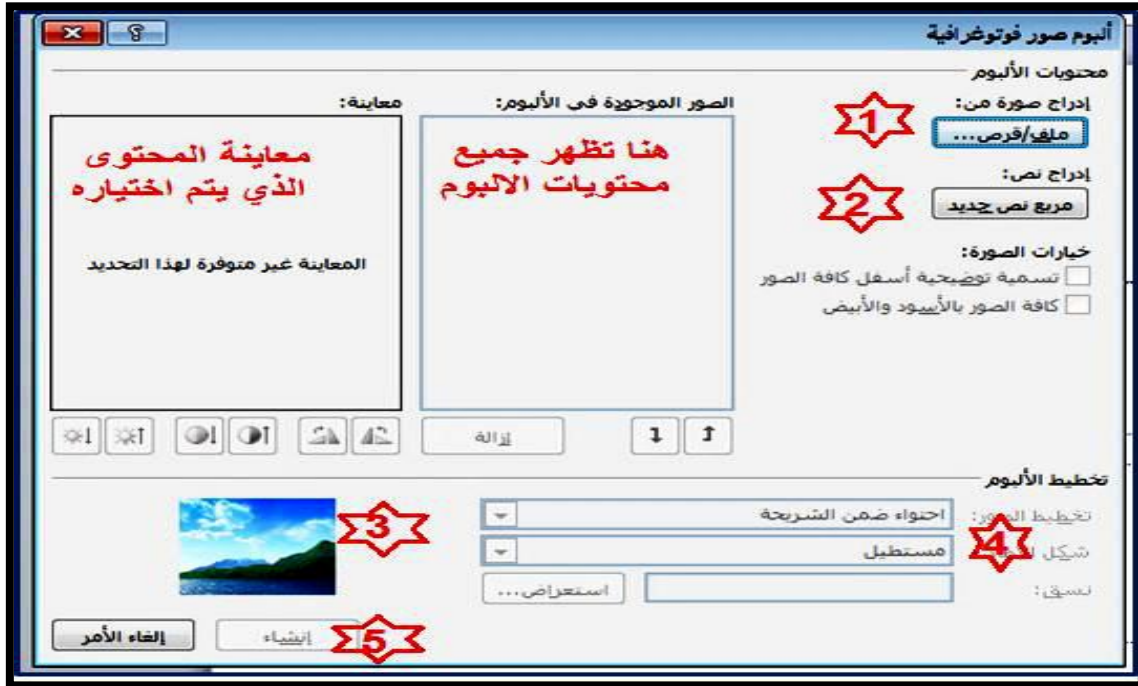 ألبوم صور فوتوغرافية
محتويات الألبوم
إدراج صورة من:
ملف/قرص...
1
إدراج نص:
مربع نص جديد
2
خيارات الصورة:
تسمية توضيحية أسفل كافة الصور
كافة الصور بالأسود والأبيض
الصور الموجودة في الألبوم:
هنا تظهر جميع
محتويات الالبوم
إزالة
معاينة:
معاينة المحتوى
الذي يتم اختياره
المعاينة غير متوفرة لهذا التحديد
تخطيط الألبوم
تخطيط الصور: احتواء ضمن الشريحة
3
شكل مستطيل
4
نسق: استعراض...
5
إنشاء
إلغاء الأمر